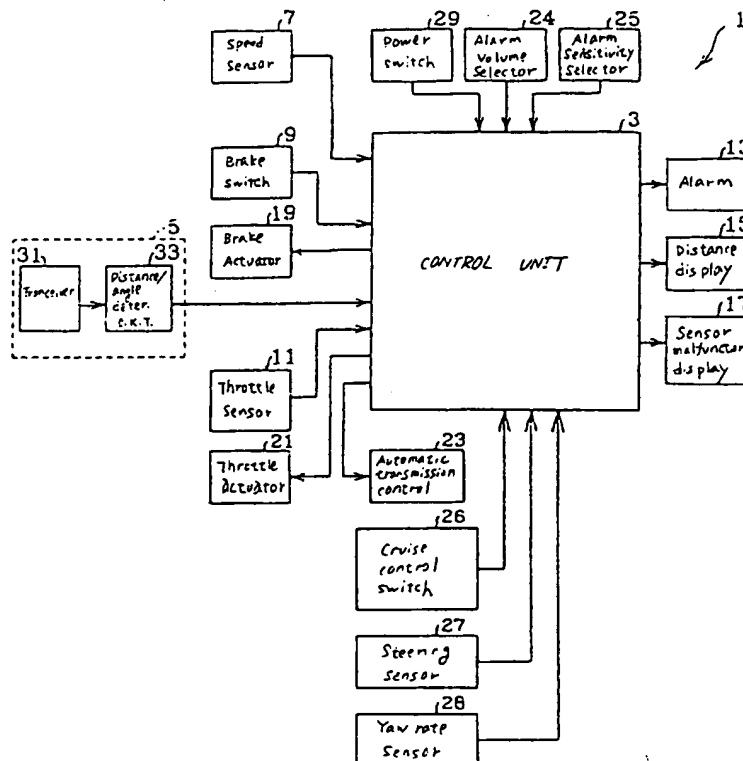 7
Speed
Sensor
29
Power
switch
24
Alarm
Volume
Selector
25
Alarm
Sensitivity
Selector
1
3
CONTROL UNIT
9
Brake
switch
19
Brake
Actuator
5
31
Tranceiver
33
Distance/
angle
deter.
C.K.T.
11
Throttle
Sensor
21
Throttle
Actuator
23
Automatic
transmission
control
13
Alarm
15
Distance
display
17
Sensor
malfunction
display
26
Cruise
control
switch
27
Steering
Sensor
28
Yaw rate
Sensor